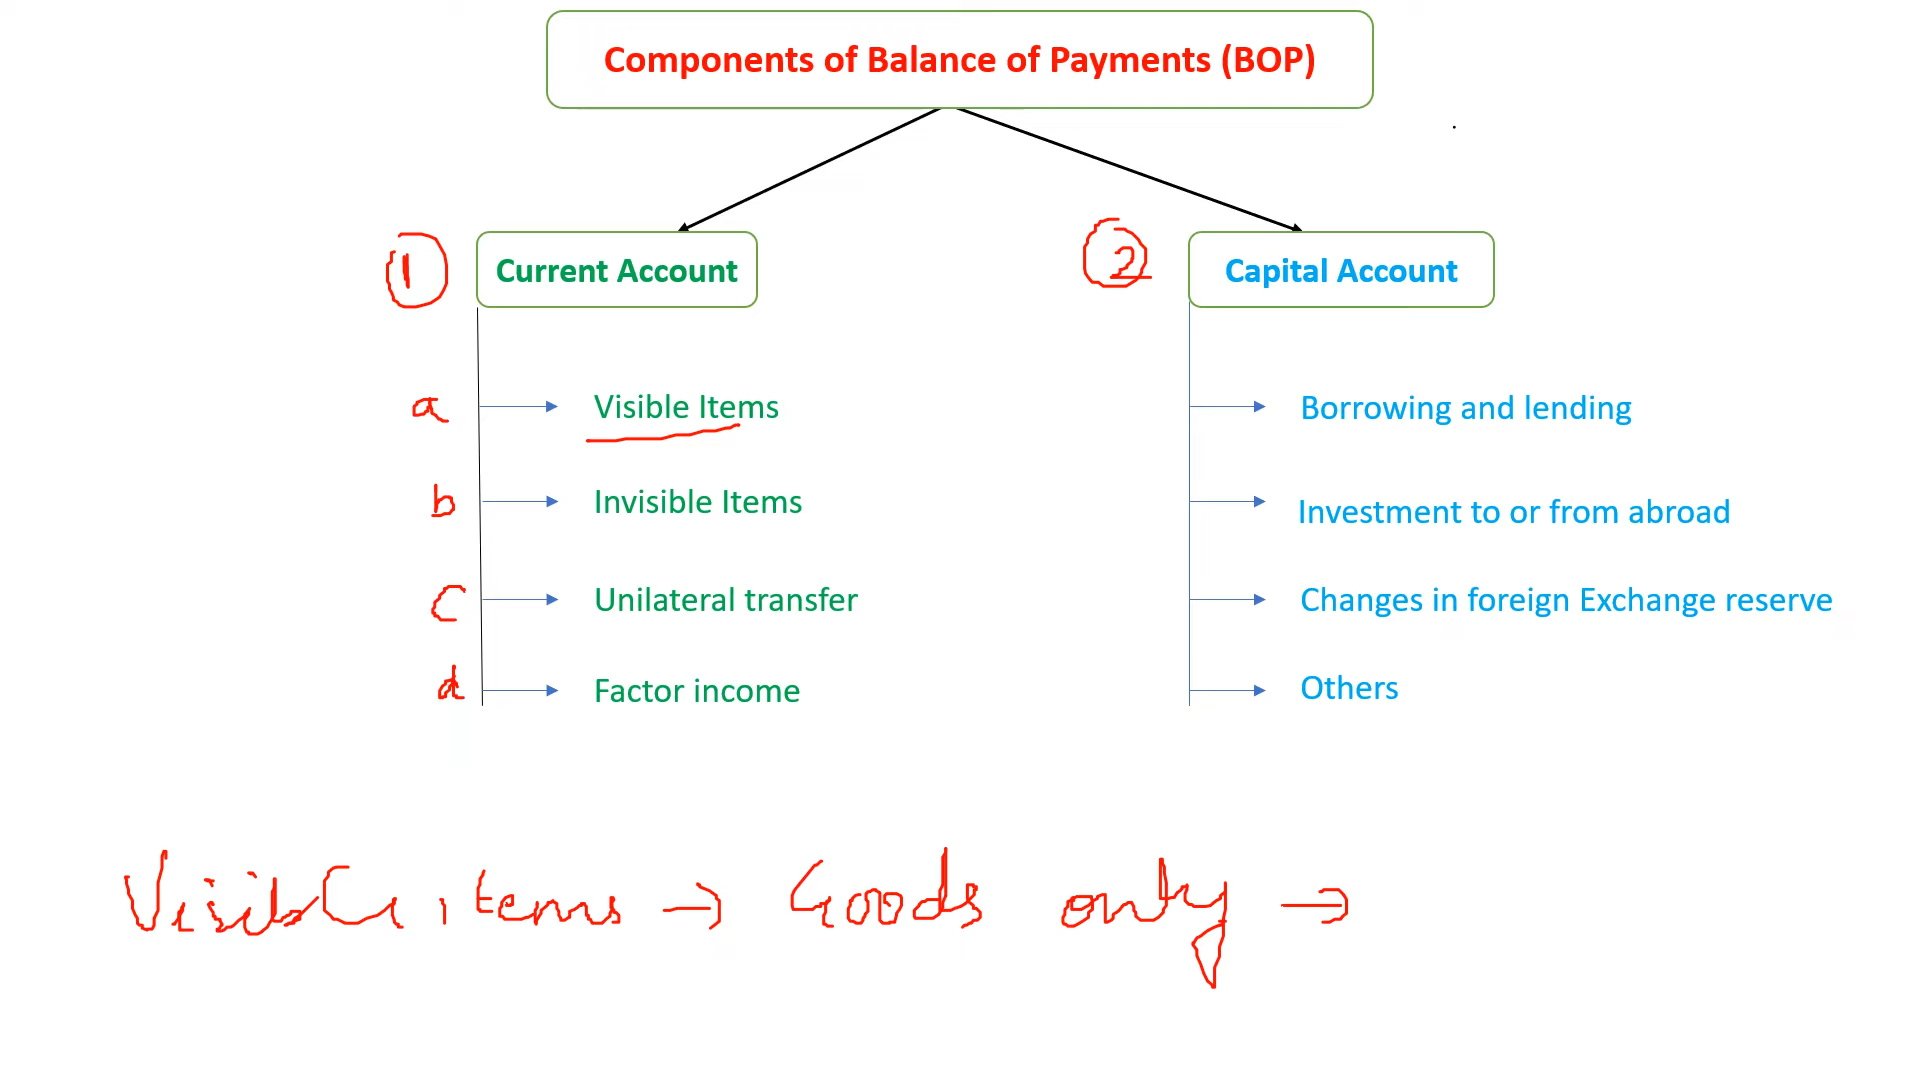 Components of Balance of Payments (BOP)
1 Current Account
2 Capital Account
a Visible Items
b Invisible Items
c Unilateral transfer
d Factor income
Borrowing and lending
Investment to or from abroad
Changes in foreign Exchange reserve
Others
Visible items → Goods only →